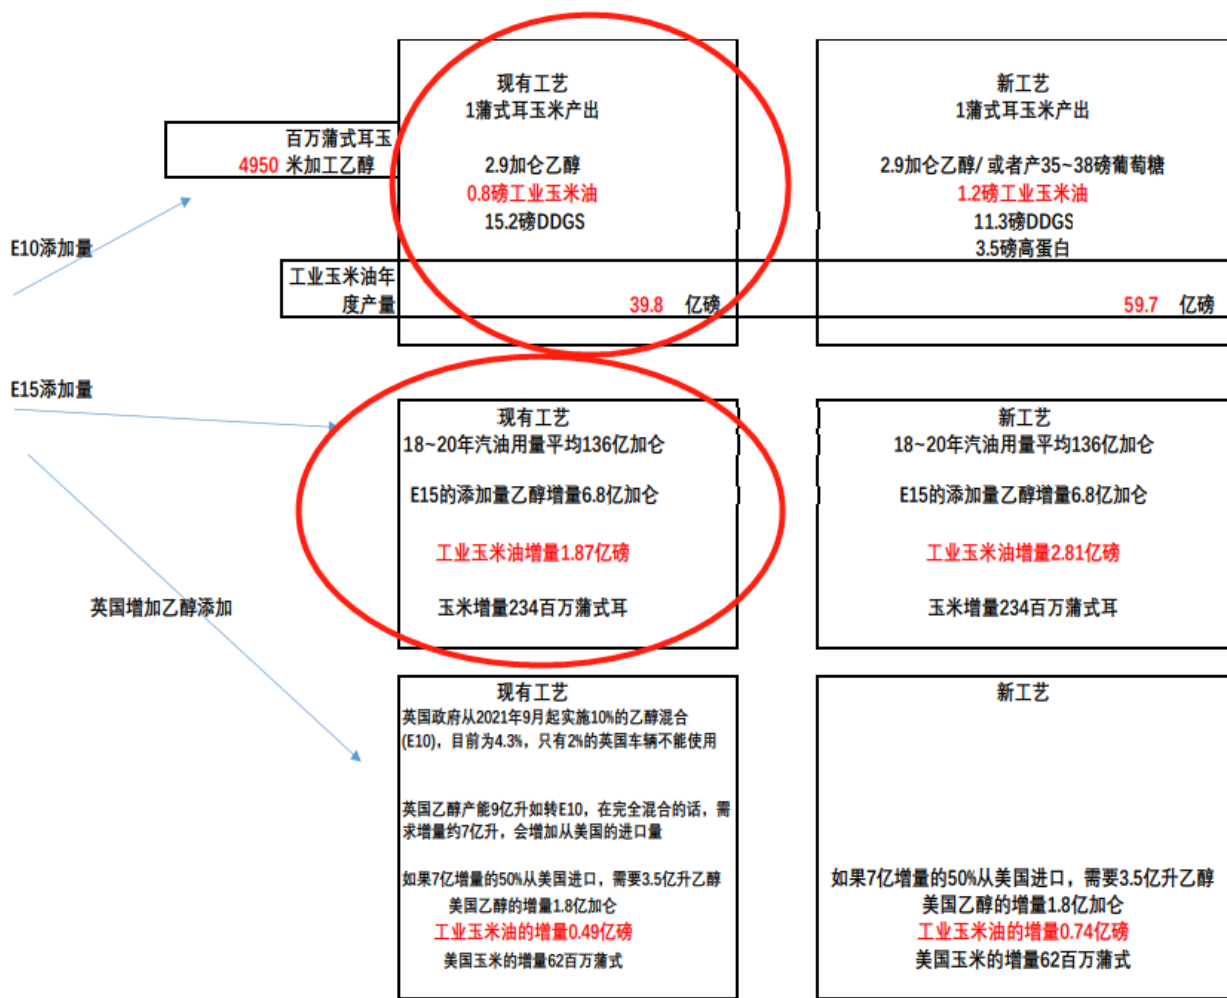 现有工艺
1蒲式耳玉米产出
2.9加仑乙醇
0.8磅工业玉米油
15.2磅DDGS
新工艺
1蒲式耳玉米产出
2.9加仑乙醇/ 或者产35~38磅葡萄糖
1.2磅工业玉米油
11.3磅DDGS
3.5磅高蛋白
百万蒲式耳玉
4950 米加工乙醇
E10添加量
工业玉米油年
度产量
39.8 亿磅
59.7 亿磅
E15添加量
现有工艺
18~20年汽油用量平均136亿加仑
E15的添加量乙醇增量6.8亿加仑
工业玉米油增量1.87亿磅
玉米增量234百万蒲式耳
新工艺
18~20年汽油用量平均136亿加仑
E15的添加量乙醇增量6.8亿加仑
工业玉米油增量2.81亿磅
玉米增量234百万蒲式耳
英国增加乙醇添加
现有工艺
英国政府从2021年9月起实施10%的乙醇混合
(E10)，目前为4.3%，只有2%的英国车辆不能使用
英国乙醇产能9亿升如转E10，在完全混合的话，需
求增量约7亿升，会增加从美国的进口量
如果7亿增量的50%从美国进口，需要3.5亿升乙醇
美国乙醇的增量1.8亿加仑
工业玉米油的增量0.49亿磅
美国玉米的增量62百万蒲式
新工艺
如果7亿增量的50%从美国进口，需要3.5亿升乙醇
美国乙醇的增量1.8亿加仑
工业玉米油的增量0.74亿磅
美国玉米的增量62百万蒲式